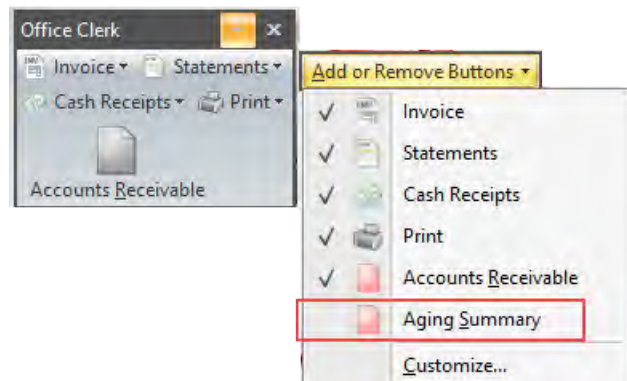 Office Clerk
Invoice Statements
Cash Receipts Print
Accounts Receivable
Add or Remove Buttons
Invoice
Statements
Cash Receipts
Print
Accounts Receivable
Aging Summary
Customize...